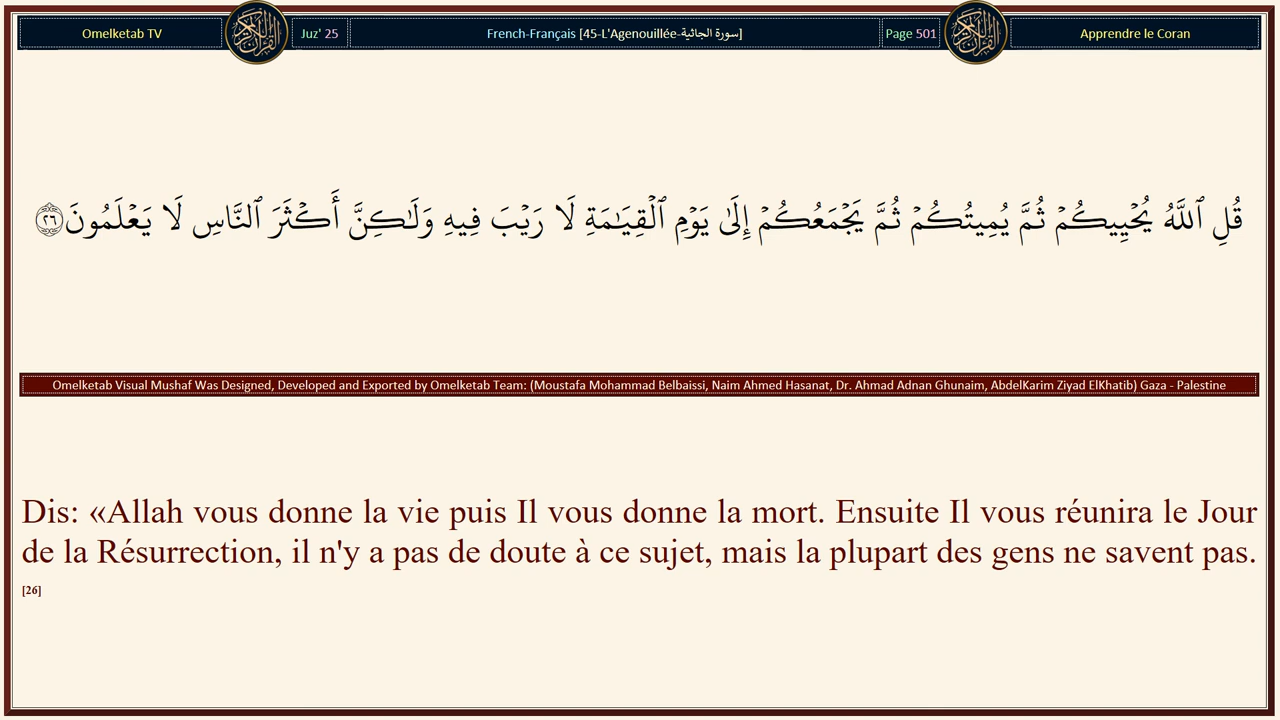 Omelketab TV
Juz' 25
French-Français [45-L'Agenouillée-سورة الجاثية]
Page 501
Apprendre le Coran
قُلِ ٱللَّهُ يُحۡيِيكُمۡ ثُمَّ يُمِيتُكُمۡ ثُمَّ يَجۡمَعُكُمۡ إِلَىٰ يَوۡمِ ٱلۡقِيَٰمَةِ لَا رَيۡبَ فِيهِ وَلَٰكِنَّ أَكۡثَرَ ٱلنَّاسِ لَا يَعۡلَمُونَ ٢٦
Omelketab Visual Mushaf Was Designed, Developed and Exported by Omelketab Team: (Moustafa Mohammad Belbaissi, Naim Ahmed Hasanat, Dr. Ahmad Adnan Ghunaim, AbdelKarim Ziyad ElKhatib) Gaza - Palestine
Dis: «Allah vous donne la vie puis Il vous donne la mort. Ensuite Il vous réunira le Jour
de la Résurrection, il n'y a pas de doute à ce sujet, mais la plupart des gens ne savent pas.
[26]